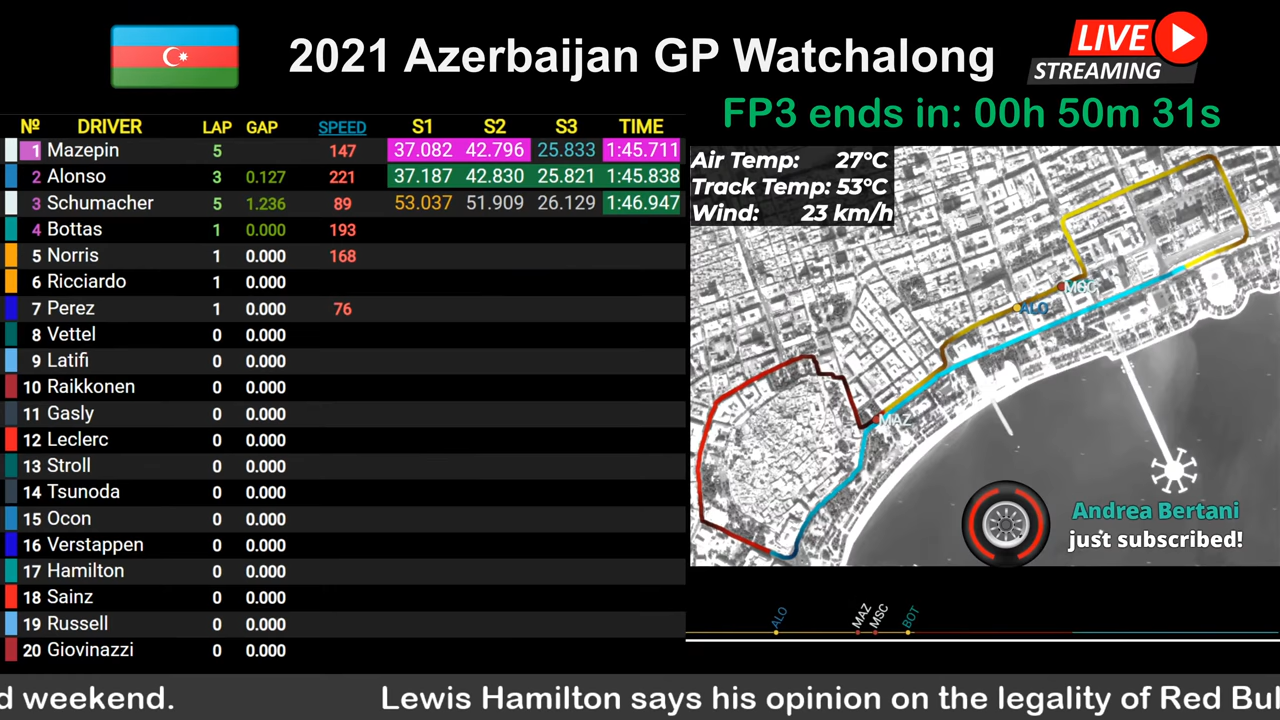 2021 Azerbaijan GP Watchalong
LIVE
STREAMING
FP3 ends in: 00h 50m 31s
Nº DRIVER LAP GAP SPEED S1 S2 S3 TIME
1 Mazepin 5 147 37.082 42.796 25.833 1:45.711
2 Alonso 3 0.127 221 37.187 42.830 25.821 1:45.838
3 Schumacher 5 1.236 89 53.037 51.909 26.129 1:46.947
4 Bottas 1 0.000 193
5 Norris 1 0.000 168
6 Ricciardo 1 0.000
7 Perez 1 0.000 76
8 Vettel 0 0.000
9 Latifi 0 0.000
10 Raikkonen 0 0.000
11 Gasly 0 0.000
12 Leclerc 0 0.000
13 Stroll 0 0.000
14 Tsunoda 0 0.000
15 Ocon 0 0.000
16 Verstappen 0 0.000
17 Hamilton 0 0.000
18 Sainz 0 0.000
19 Russell 0 0.000
20 Giovinazzi 0 0.000
Air Temp: 27°C
Track Temp: 53°C
Wind: 23 km/h
MSC
ALO
MAZ
Andrea Bertani
just subscribed!
ALO MAZ MSC BOT
d weekend. Lewis Hamilton says his opinion on the legality of Red Bul